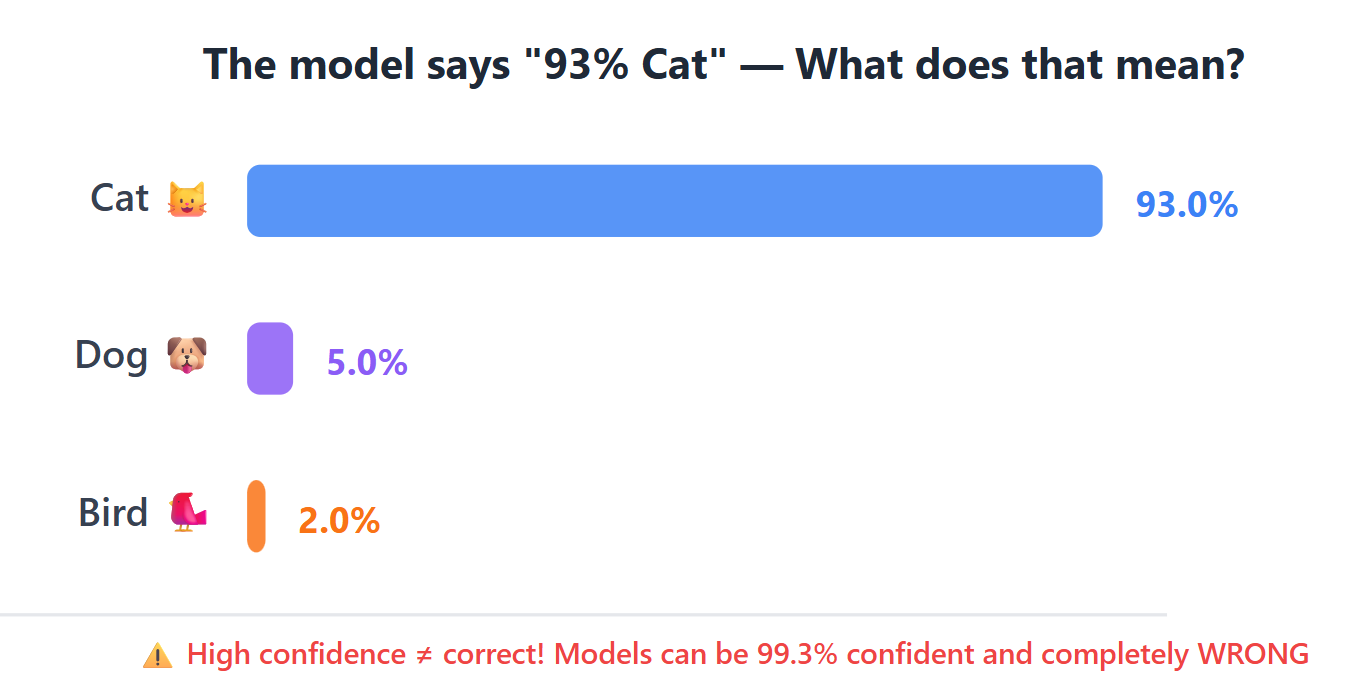 The model says "93% Cat" — What does that mean?
Cat 93.0%
Dog 5.0%
Bird 2.0%
⚠️ High confidence ≠ correct! Models can be 99.3% confident and completely WRONG